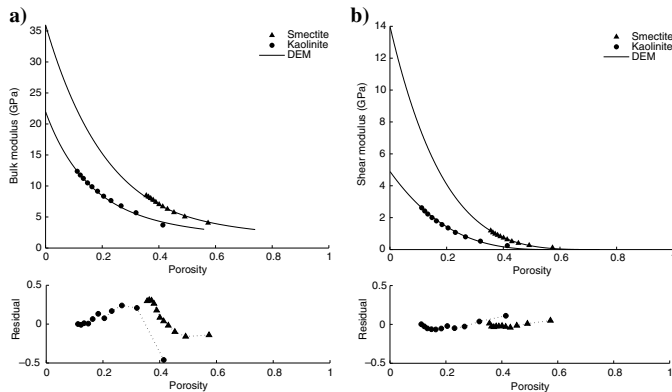 a)
Bulk modulus (GPa)
35
30
25
20
15
10
5
0
0
0.2
0.4
0.6
0.8
1
Porosity
Smectite
Kaolinite
DEM
Residual
0.5
0
−0.5
0
0.2
0.4
0.6
0.8
1
Porosity
b)
Shear modulus (GPa)
14
12
10
8
6
4
2
0
0
0.2
0.4
0.6
0.8
1
Porosity
Smectite
Kaolinite
DEM
Residual
0.5
0
−0.5
0
0.2
0.4
0.6
0.8
1
Porosity